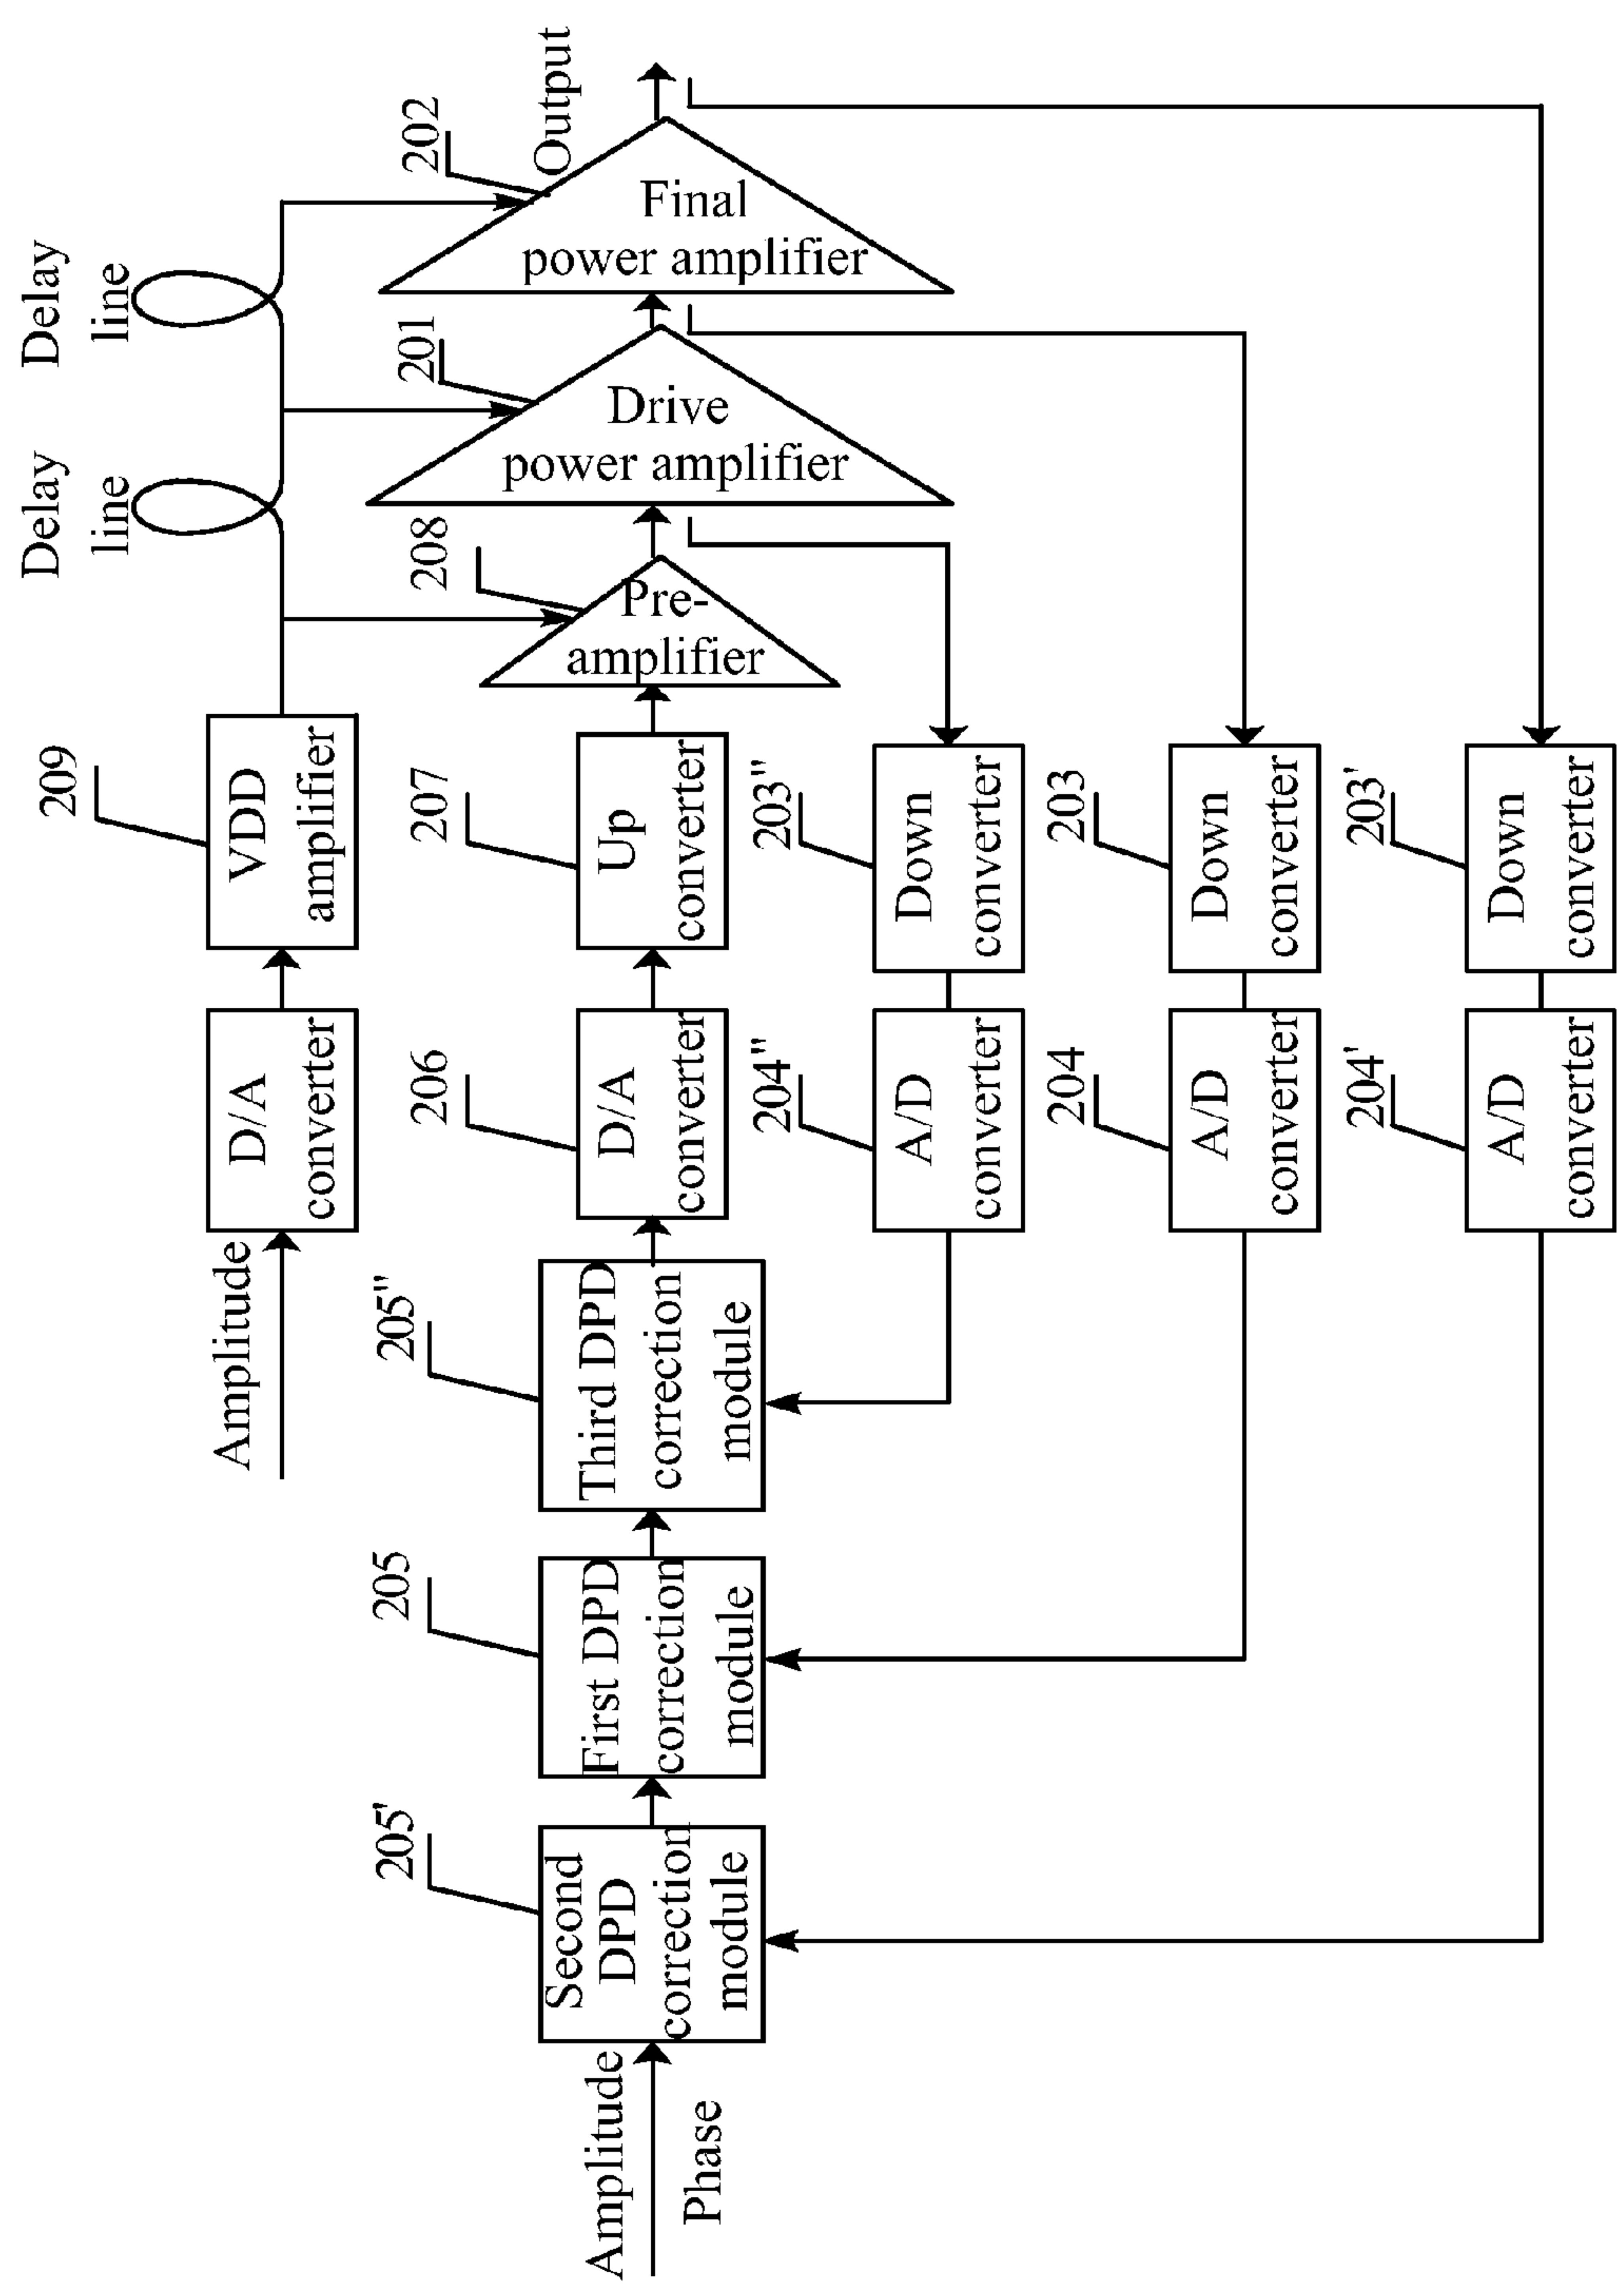 Delay
line
Delay
line
209
VDD
amplifier
D/A
converter
Amplitude
202
Output
Final
power amplifier
201
Drive
power amplifier
208
Pre-
amplifier
207
Up
converter
206
D/A
converter
205"
Third DPD
correction
module
205
First DPD
correction
module
205'
Second
DPD
correction
module
Amplitude
Phase
203"
Down
converter
204"
A/D
converter
203
Down
converter
204
A/D
converter
203'
Down
converter
204'
A/D
converter